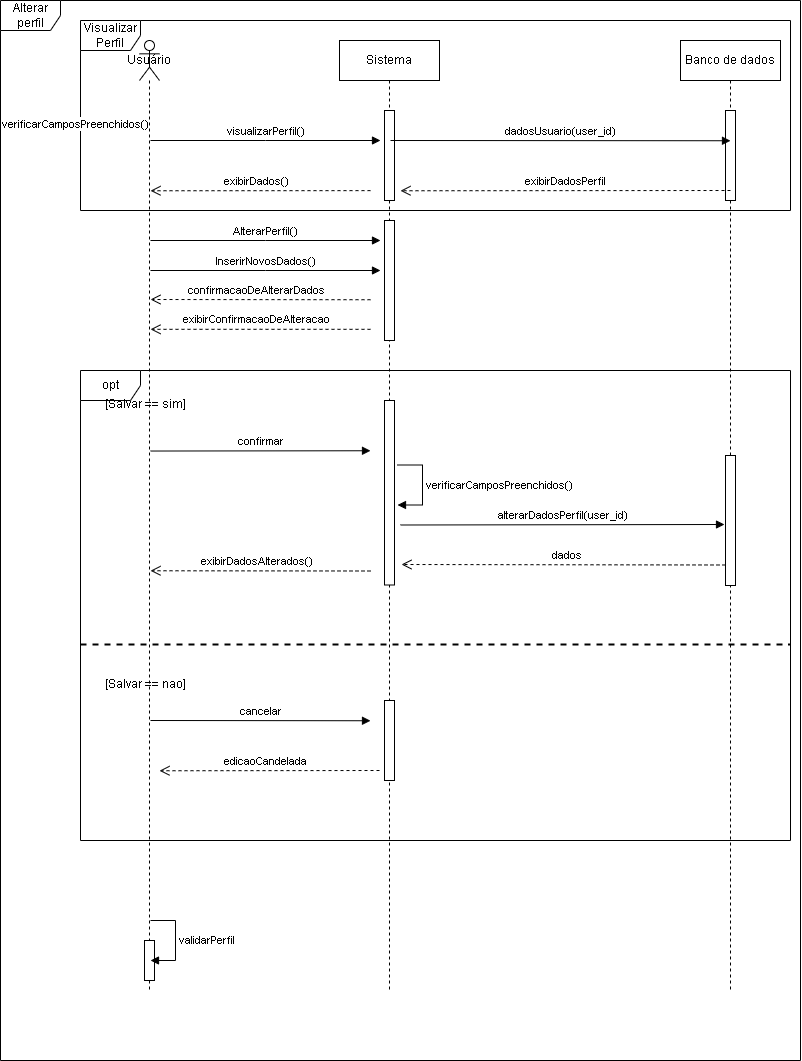 Alterar
perfil
Visualizar
Perfil
Usuário
Sistema
Banco de dados
verificarCamposPreenchidos()
visualizarPerfil()
dadosUsuario(user_id)
exibirDados()
exibirDadosPerfil
AlterarPerfil()
InserirNovosDados()
confirmacaoDeAlterarDados
exibirConfirmacaoDeAlteracao
opt
[Salvar == sim]
confirmar
verificarCamposPreenchidos()
alterarDadosPerfil(user_id)
dados
exibirDadosAlterados()
[Salvar == nao]
cancelar
edicaoCandelada
validarPerfil